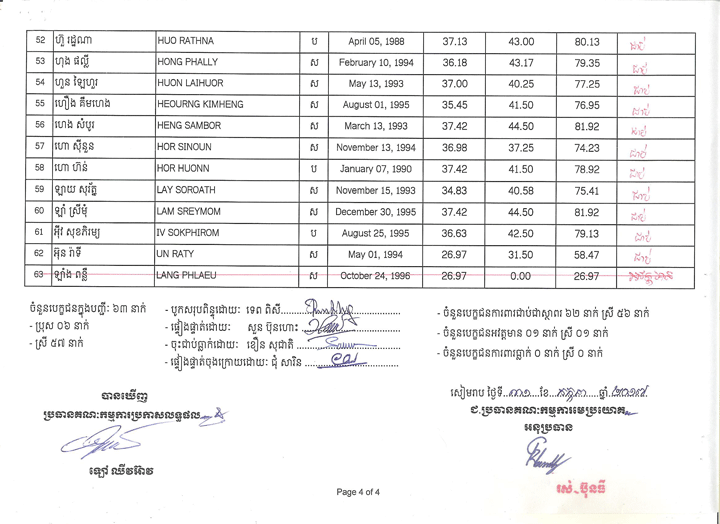 52 ហ៊ូ រដ្ឋណា HUO RATHNA ប April 05, 1988 37.13 43.00 80.13 ជាប់
53 ហុង ផល្លី HONG PHALLY ស February 10, 1994 36.18 43.17 79.35 ជាប់
54 ហួន ឡៃហួរ HUON LAIHUOR ស May 13, 1993 37.00 40.25 77.25 ជាប់
55 ហឿង គឹមហេង HEOURNG KIMHENG ស August 01, 1995 35.45 41.50 76.95 ជាប់
56 ហេង សំបូរ HENG SAMBOR ស March 13, 1993 37.42 44.50 81.92 ជាប់
57 ហោ ស៊ីនួន HOR SINOUN ស November 13, 1994 36.98 37.25 74.23 ជាប់
58 ហោ ហ៊ន់ HOR HUONN ប January 07, 1990 37.42 41.50 78.92 ជាប់
59 ឡាយ សុរ័ត្ន LAY SOROATH ស November 15, 1993 34.83 40.58 75.41 ជាប់
60 ឡាំ ស្រីមុំ LAM SREYMOM ស December 30, 1995 37.42 44.50 81.92 ជាប់
61 អុីវ សុខភិរម្យ IV SOKPHIROM ប August 25, 1995 36.63 42.50 79.13 ជាប់
62 អ៊ុន រ៉ាទី UN RATY ស May 01, 1994 26.97 31.50 58.47 ជាប់
63 ឡាំង ពន្លឺ LANG PHLAEU ស October 24, 1996 26.97 0.00 26.97 អវត្តមាន
ចំនួនបេក្ខជនក្នុងបញ្ជី: ៦៣ នាក់
- ប្រុស ០៦ នាក់
- ស្រី ៥៧ នាក់
- បូកសរុបពិន្ទុដោយ: ទេព ពិសី
- ផ្ទៀងផ្ទាត់ដោយ: សួន ប៊ុនហោះ
- ចុះជាប់ធ្លាក់ដោយ: ខឿន សុជាតិ
- ផ្ទៀងផ្ទាត់ចុងក្រោយដោយ: ជុំ សារិន
- ចំនួនបេក្ខជនការពារជាប់ជាស្ថាពរ ៦២ នាក់ ស្រី ៥៦ នាក់
- ចំនួនបេក្ខជនអវត្តមាន ០១ នាក់ ស្រី ០១ នាក់
- ចំនួនបេក្ខជនការពារធ្លាក់ ០ នាក់ ស្រី ០ នាក់
បានឃើញ
ប្រធានគណ:កម្មការប្រកាសលទ្ធផល
ឡៅ ឈីវអ៊ាវ
សៀមរាប ថ្ងៃទី ៣១ ខែ ឆ្នាំ ២០១៧
ជ.ប្រធានគណ:កម្មការមេប្រយោគ
អនុប្រធាន
រស់ ប៊ុនធី
Page 4 of 4